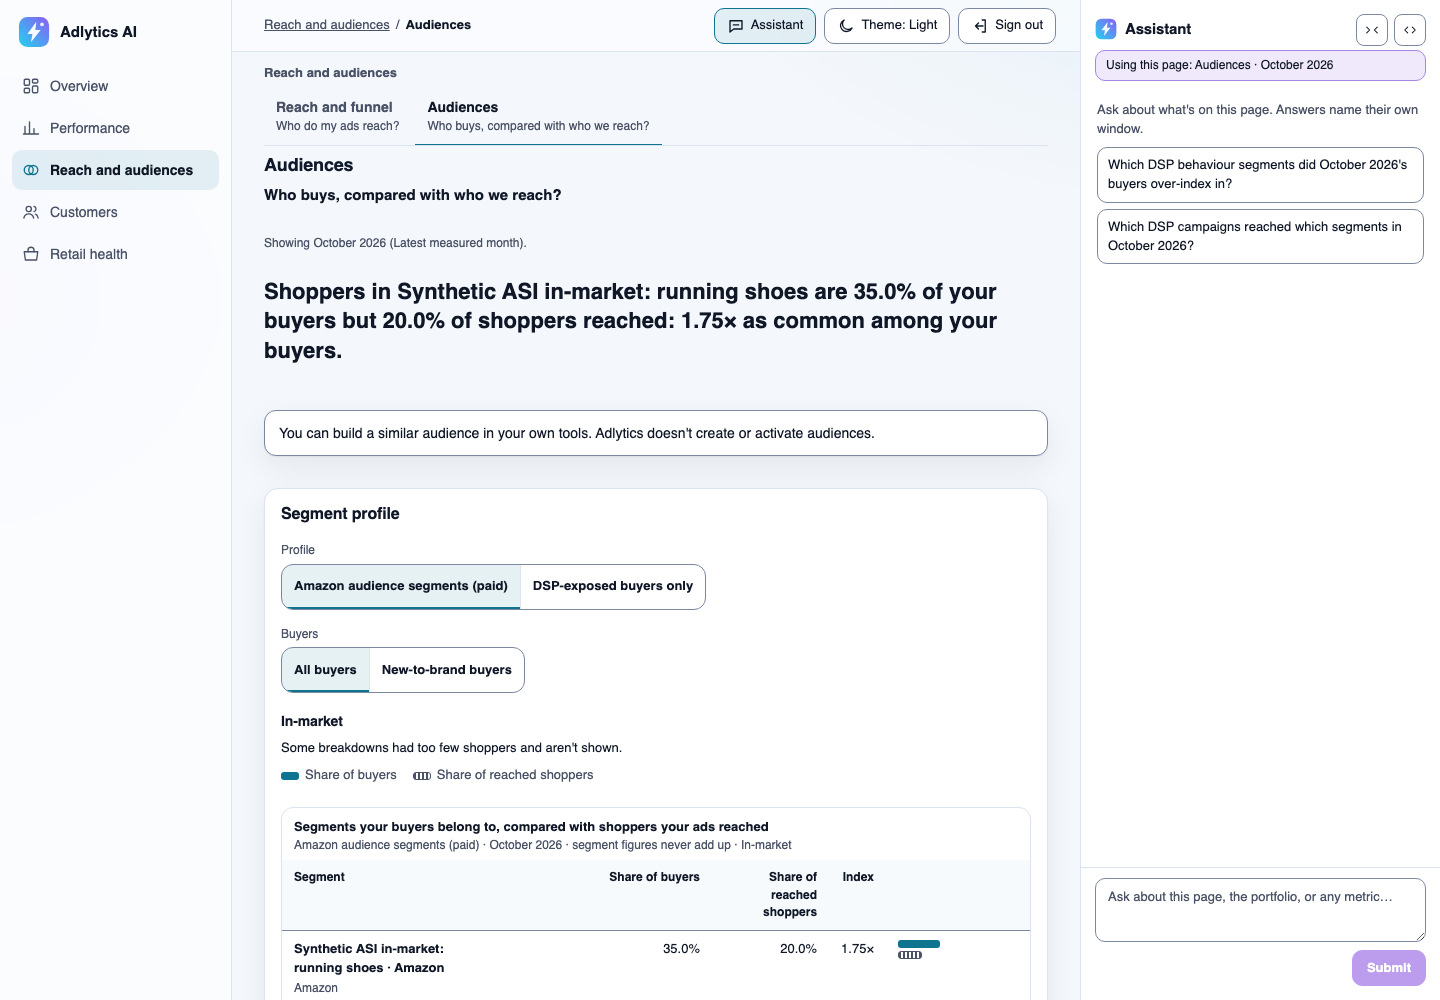 Adlytics AI
Overview
Performance
Reach and audiences
Customers
Retail health
Reach and audiences / Audiences
Assistant
Theme: Light
Sign out
Reach and audiences
Reach and funnel
Who do my ads reach?
Audiences
Who buys, compared with who we reach?
Audiences
Who buys, compared with who we reach?
Showing October 2026 (Latest measured month).
Shoppers in Synthetic ASI in-market: running shoes are 35.0% of your
buyers but 20.0% of shoppers reached: 1.75× as common among your
buyers.
You can build a similar audience in your own tools. Adlytics doesn't create or activate audiences.
Segment profile
Profile
Amazon audience segments (paid)
DSP-exposed buyers only
Buyers
All buyers
New-to-brand buyers
In-market
Some breakdowns had too few shoppers and aren't shown.
Share of buyers
Share of reached shoppers
Segments your buyers belong to, compared with shoppers your ads reached
Amazon audience segments (paid) · October 2026 · segment figures never add up · In-market
Segment
Share of buyers
Share of
reached
shoppers
Index
Synthetic ASI in-market:
running shoes · Amazon
Amazon
35.0%
20.0%
1.75×
Assistant
Using this page: Audiences · October 2026
Ask about what's on this page. Answers name their own
window.
Which DSP behaviour segments did October 2026's
buyers over-index in?
Which DSP campaigns reached which segments in
October 2026?
Ask about this page, the portfolio, or any metric…
Submit